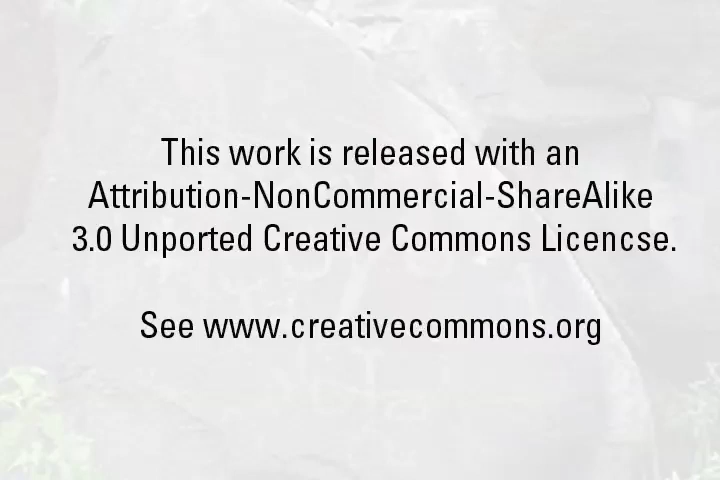 This work is released with an
Attribution-NonCommercial-ShareAlike
3.0 Unported Creative Commons Licencse.
See www.creativecommons.org